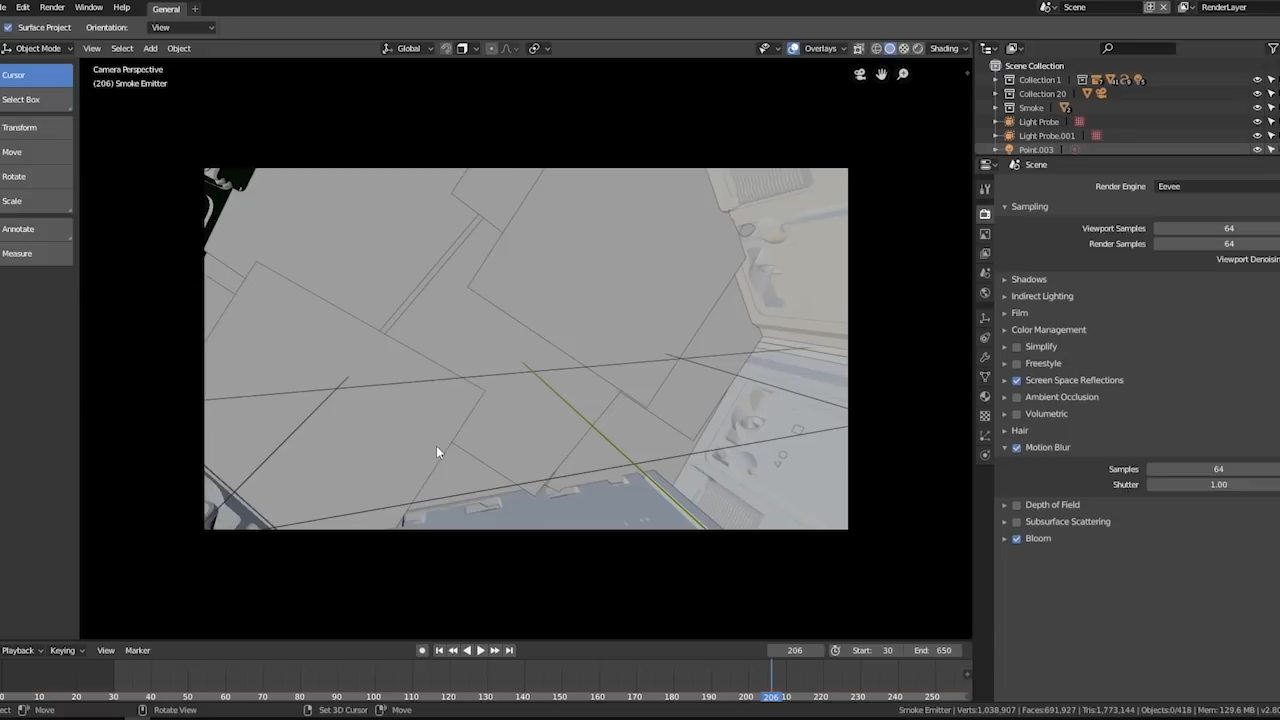 Edit Render Window Help General + Scene RenderLayer
Surface Project Orientation: View
Object Mode View Select Add Object Global Overlays Shading
Cursor
Select Box
Transform
Move
Rotate
Scale
Annotate
Measure
Camera Perspective
(206) Smoke Emitter
Scene Collection
Collection 1
Collection 20
Smoke
Light Probe
Light Probe.001
Point.003
Scene
Render Engine Eevee
Sampling
Viewport Samples 64
Render Samples 64
Viewport Denoisin
Shadows
Indirect Lighting
Film
Color Management
Simplify
Freestyle
Screen Space Reflections
Ambient Occlusion
Volumetric
Hair
Motion Blur
Samples 64
Shutter 1.00
Depth of Field
Subsurface Scattering
Bloom
Playback Keying View Marker 206 Start: 30 End: 650
0 10 20 30 40 50 60 70 80 90 100 110 120 130 140 150 160 170 180 190 200 206 10 220 230 240 250
ect Move Rotate View Set 3D Cursor Move Smoke Emitter | Verts:1,038,907 | Faces:691,927 | Tris:1,773,144 | Objects:0/418 | Mem: 129.6 MB | v2.80